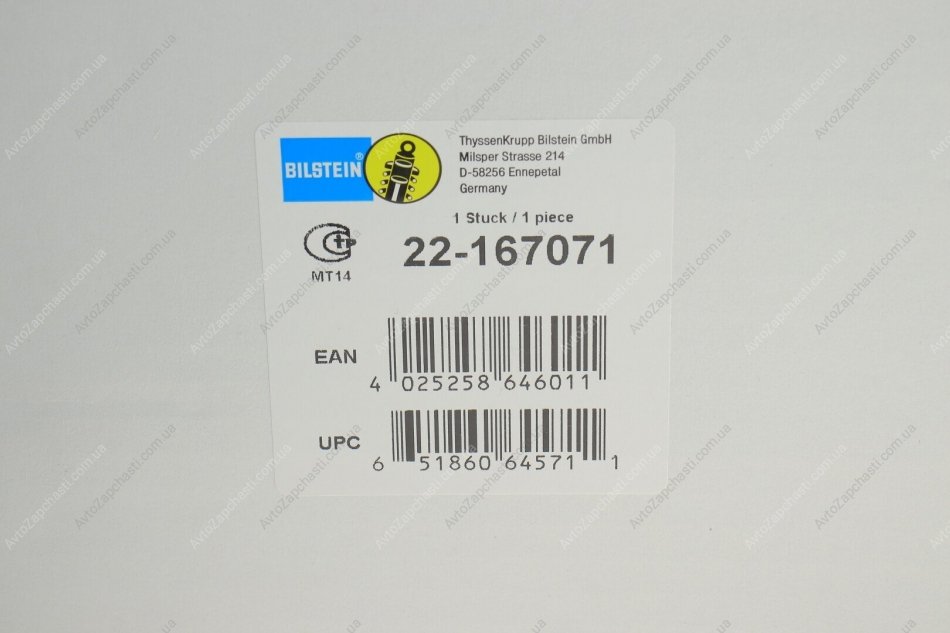 BILSTEIN®
ThyssenKrupp Bilstein GmbH
Milsper Strasse 214
D-58256 Ennepetal
Germany
1 Stuck / 1 piece
22-167071
MT14
EAN
4 025258 646011
UPC
6 51860 64571 1
AvtoZapchasti.com.ua